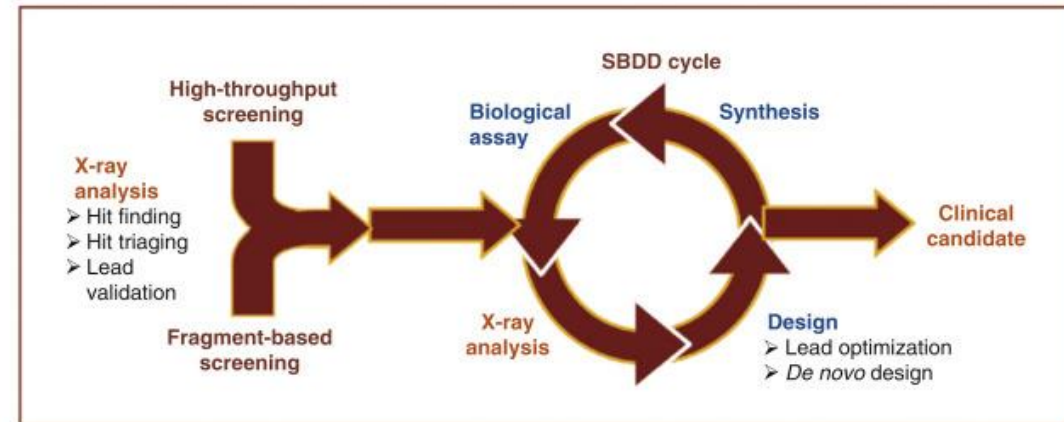 High-throughput
screening
X-ray
analysis
➢ Hit finding
➢ Hit triaging
➢ Lead
validation
Fragment-based
screening
SBDD cycle
Biological
assay
Synthesis
X-ray
analysis
Design
➢ Lead optimization
➢ De novo design
Clinical
candidate